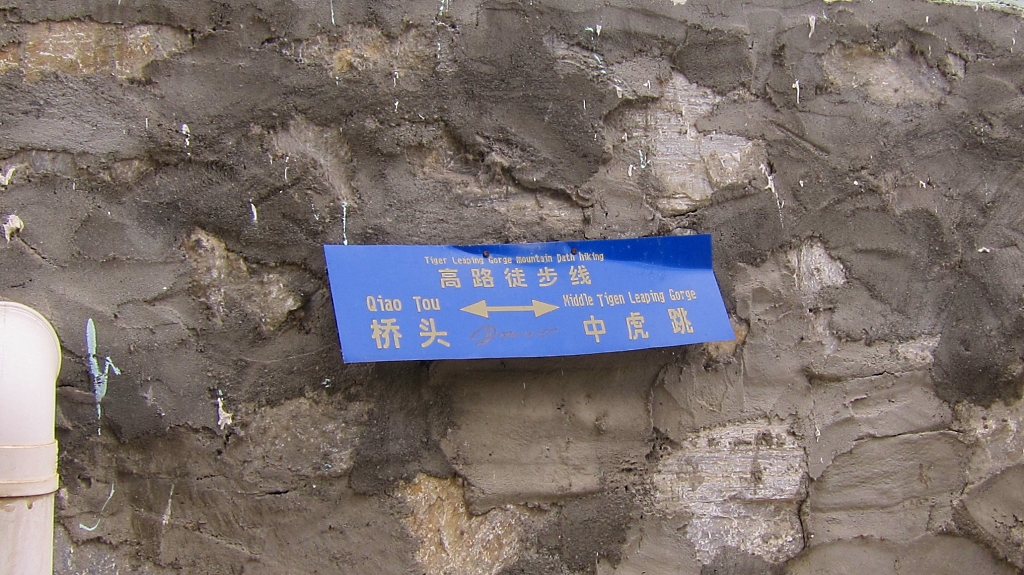 Tiger Leaping Gorge mountain Path hiking
高路徒步线
Qiao Tou Middle Tigen Leaping Gorge
桥头 中虎跳